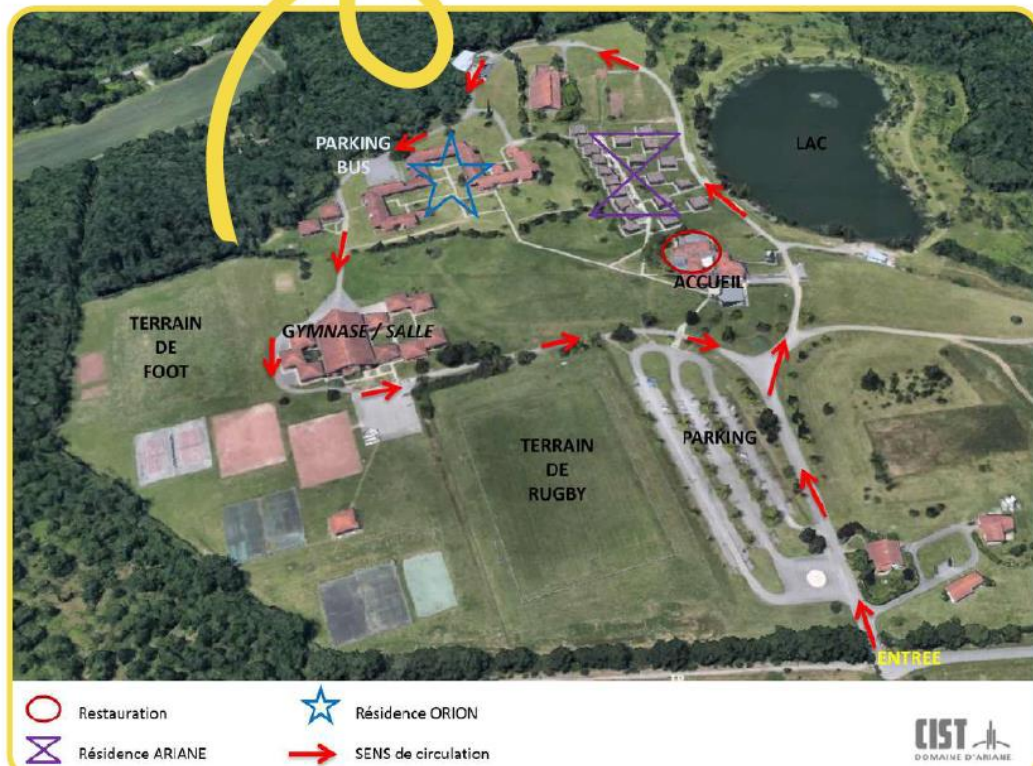 PARKING
BUS
LAC
ACCUEIL
TERRAIN
DE
FOOT
GYMNASE / SALLE
TERRAIN
DE
RUGBY
PARKING
ENTREE
Restauration
Résidence ORION
Résidence ARIANE
SENS de circulation
CIST
DOMAINE D'ARIANE